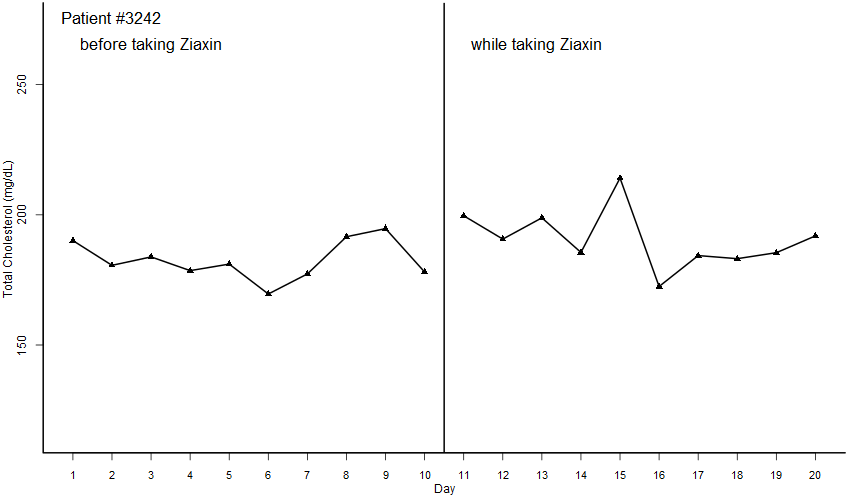 Patient #3242
before taking Ziaxin
while taking Ziaxin
Total Cholesterol (mg/dL)
250
200
150
1 2 3 4 5 6 7 8 9 10 11 12 13 14 15 16 17 18 19 20
Day